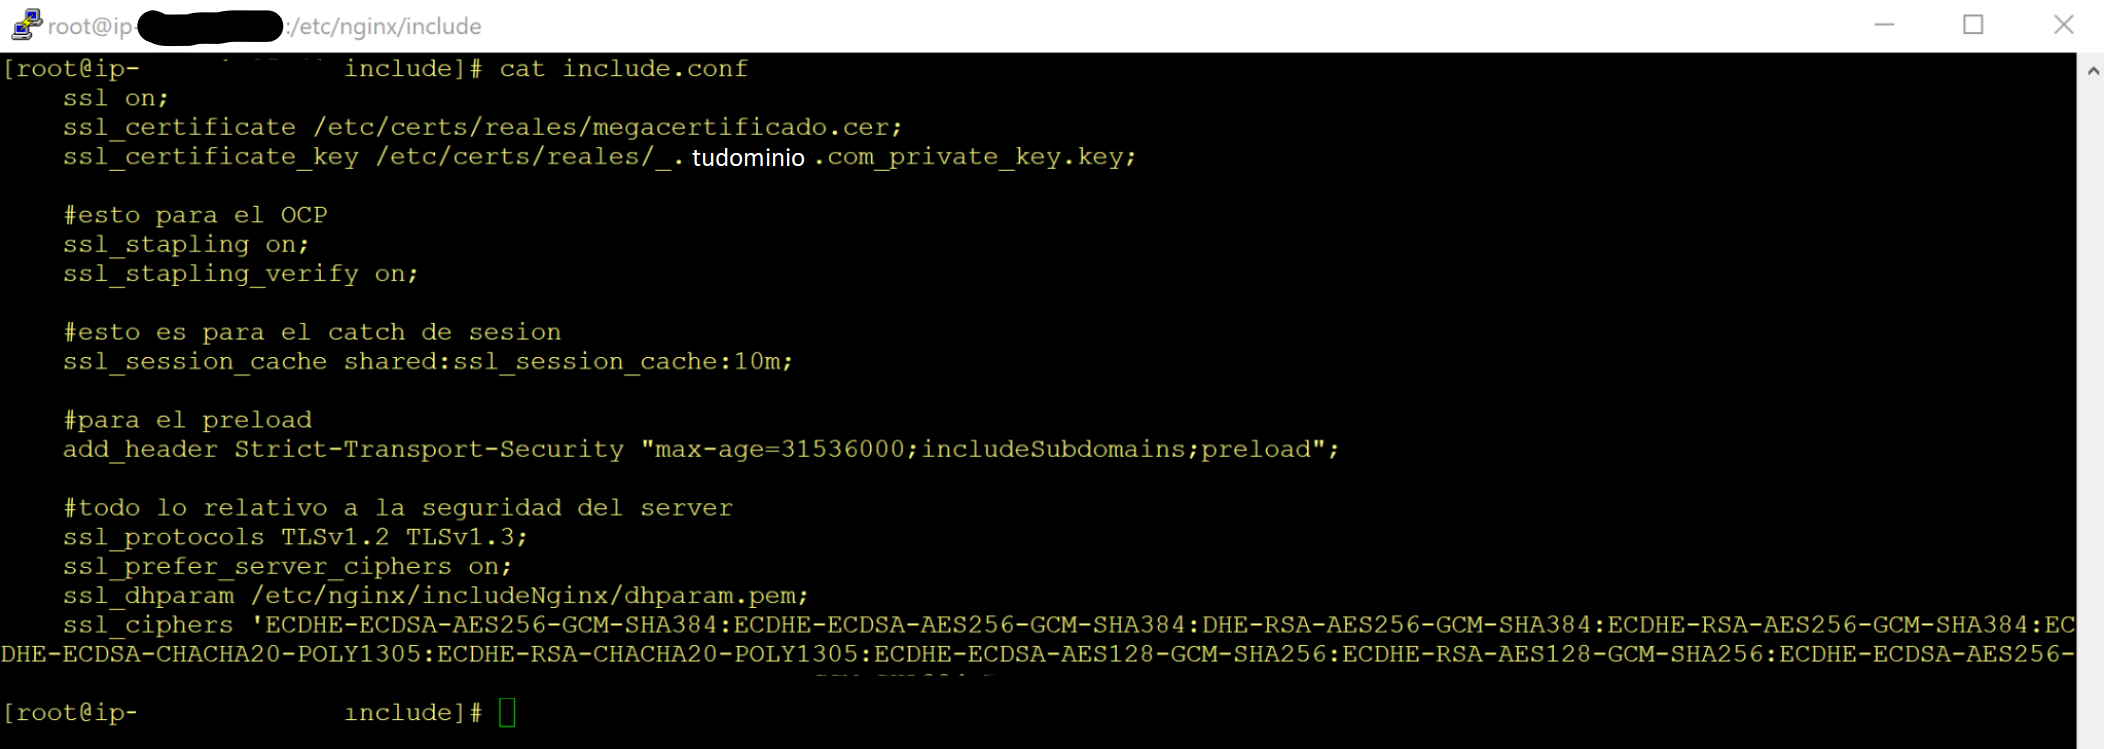 root@ip- :/etc/nginx/include
[root@ip- include]# cat include.conf
ssl on;
ssl_certificate /etc/certs/reales/megacertificado.cer;
ssl_certificate_key /etc/certs/reales/_. tudominio .com_private_key.key;
#esto para el OCP
ssl_stapling on;
ssl_stapling_verify on;
#esto es para el catch de sesion
ssl_session_cache shared:ssl_session_cache:10m;
#para el preload
add_header Strict-Transport-Security "max-age=31536000;includeSubdomains;preload";
#todo lo relativo a la seguridad del server
ssl_protocols TLSv1.2 TLSv1.3;
ssl_prefer_server_ciphers on;
ssl_dhparam /etc/nginx/includeNginx/dhparam.pem;
ssl_ciphers 'ECDHE-ECDSA-AES256-GCM-SHA384:ECDHE-ECDSA-AES256-GCM-SHA384:DHE-RSA-AES256-GCM-SHA384:ECDHE-RSA-AES256-GCM-SHA384:EC
DHE-ECDSA-CHACHA20-POLY1305:ECDHE-RSA-CHACHA20-POLY1305:ECDHE-ECDSA-AES128-GCM-SHA256:ECDHE-RSA-AES128-GCM-SHA256:ECDHE-ECDSA-AES256-
[root@ip- include]#